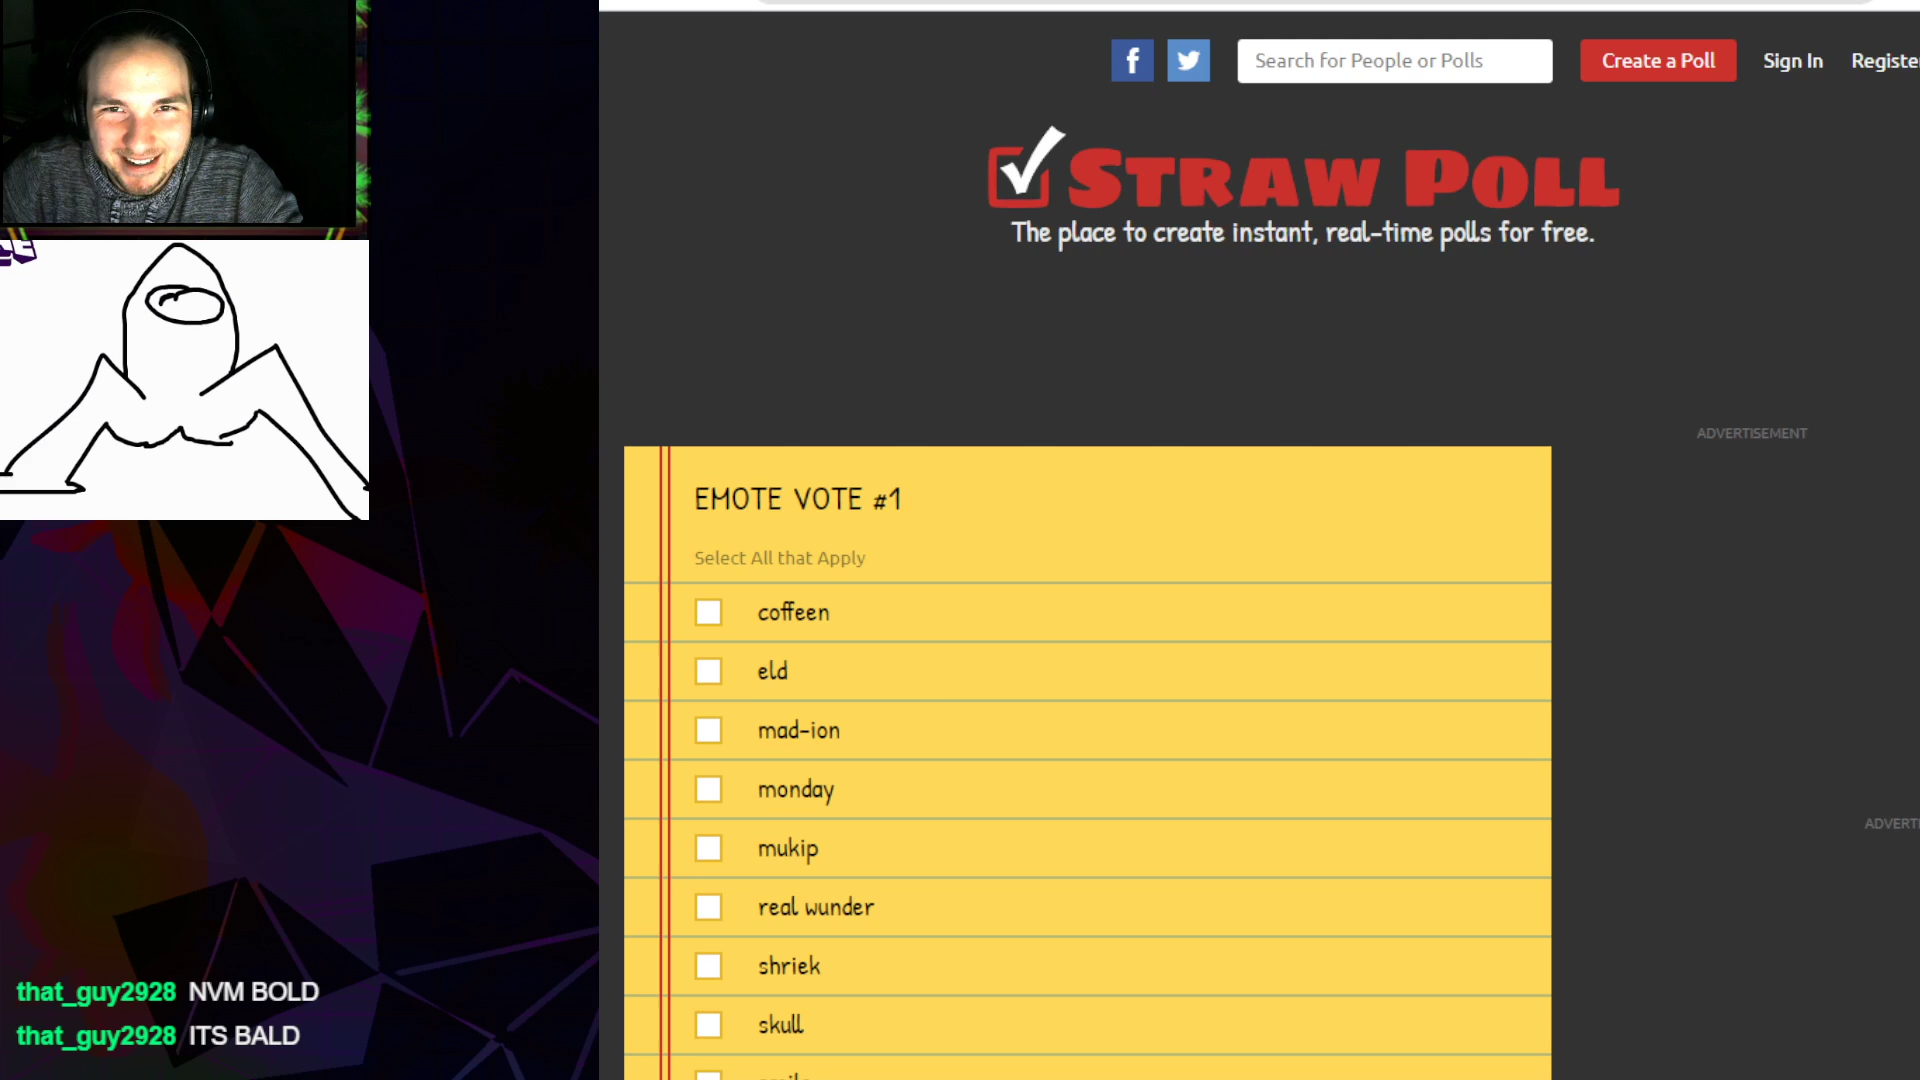 Search for People or Polls
Create a Poll
Sign In
Registe
STRAW POLL
The place to create instant, real-time polls for free.
ADVERTISEMENT
EMOTE VOTE #1
Select All that Apply
coffeen
eld
mad-ion
monday
ADVERTI
mukip
real wunder
shriek
skull
that_guy2928 NVM BOLD
that_guy2928 ITS BALD